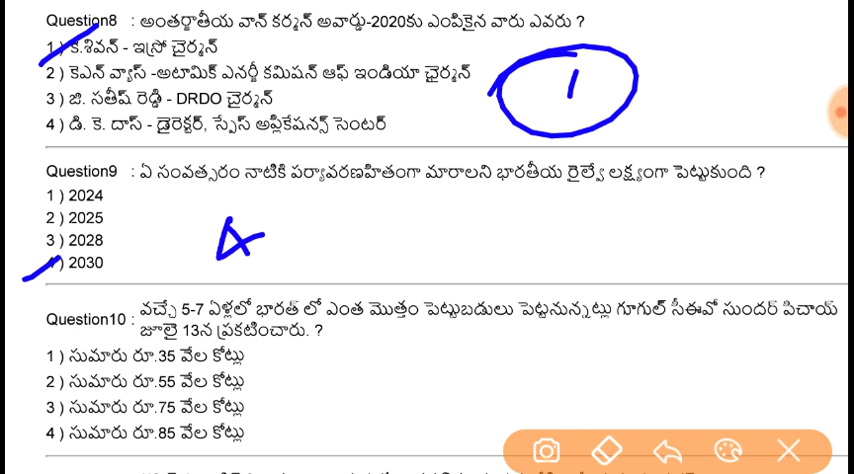 Question8 : అంతర్జాతీయ వాన్ కర్మన్ అవార్డు-2020కు ఎంపికైన వారు ఎవరు ?
1 ) కె.శివన్ - ఇస్రో చైర్మన్
1
2 ) కెఎన్ వ్యాస్ -అటామిక్ ఎనర్జీ కమిషన్ ఆఫ్ ఇండియా ఛైర్మన్
3 ) జి. సతీష్ రెడ్డి - DRDO చైర్మన్
4 ) డి. కె. దాస్ - డైరెక్టర్, స్పేస్ అప్లికేషనన్స్ సెంటర్
Question9 : ఏ సంవత్సరం నాటికి పర్యావరణహితంగా మారాలని భారతీయ రైల్వే లక్ష్యంగా పెట్టుకుంది ?
1 ) 2024
2 ) 2025
3 ) 2028
4
4 ) 2030
Question10 : వచ్చే 5-7 ఏళ్లలో భారత్ లో ఎంత మొత్తం పెట్టుబడులు పెట్టనున్నట్లు గూగుల్ సీఈవో సుందర్ పిచాయ్
జూలై 13న ప్రకటించారు. ?
1 ) సుమారు రూ.35 వేల కోట్లు
2 ) సుమారు రూ.55 వేల కోట్లు
3 ) సుమారు రూ.75 వేల కోట్లు
4 ) సుమారు రూ.85 వేల కోట్లు